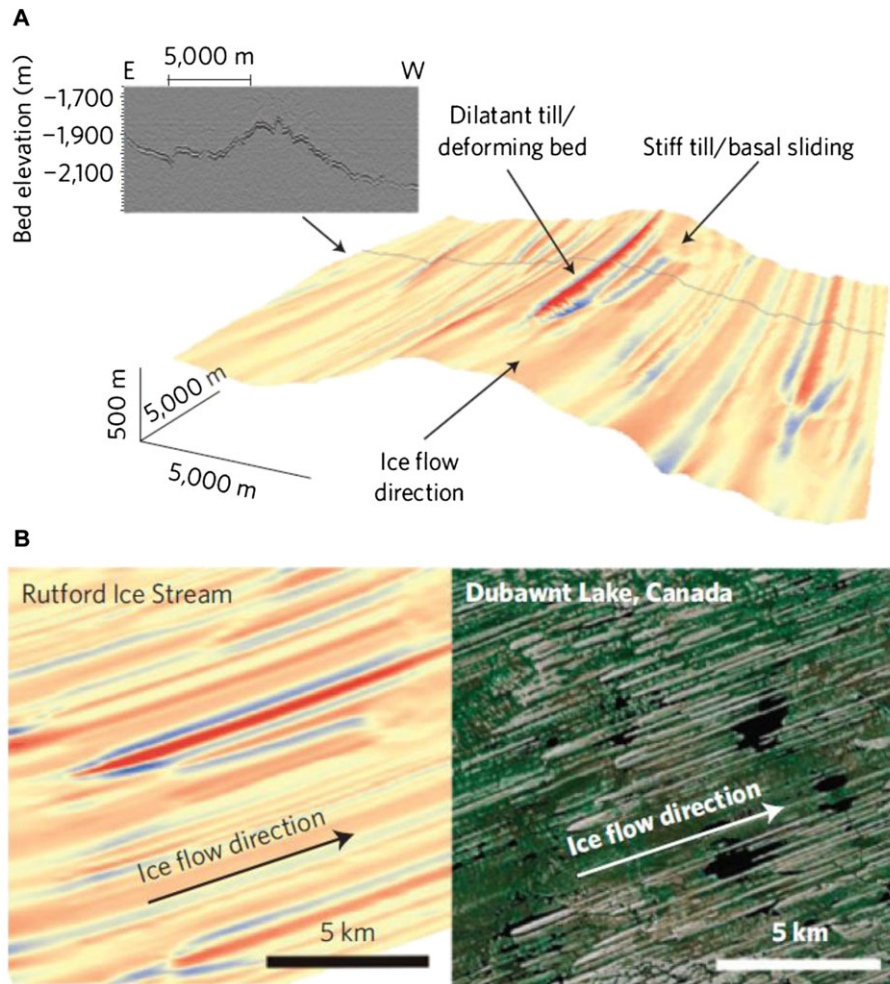 A
5,000 m
E
W
Bed elevation (m)
−1,700
−1,900
−2,100
Dilatant till/
deforming bed
Stiff till/basal sliding
500 m
5,000 m
5,000 m
Ice flow
direction
B
Rutford Ice Stream
Ice flow direction
5 km
Dubawnt Lake, Canada
Ice flow direction
5 km